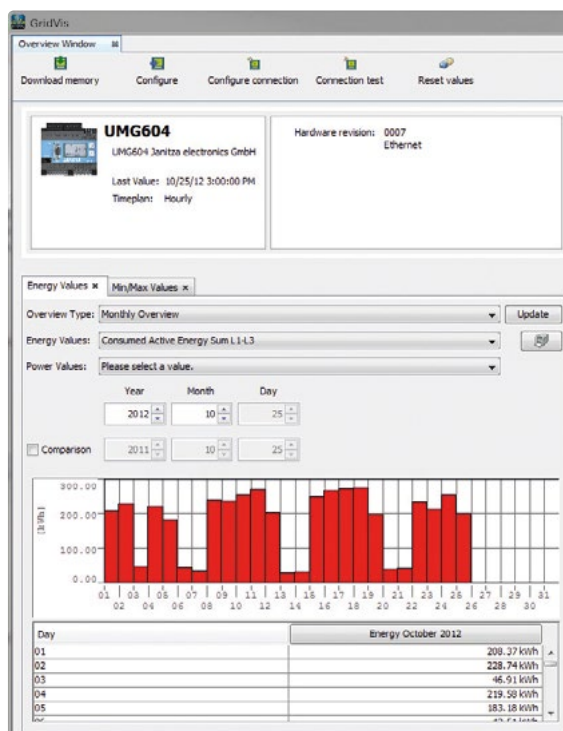 GridVis
Overview Window
Download memory Configure Configure connection Connection test Reset values
UMG604
UMG604 Janitza electronics GmbH
Last Value: 10/25/12 3:00:00 PM
Timeplan: Hourly
Hardware revision: 0007
Ethernet
Energy Values Min/Max Values
Overview Type: Monthly Overview Update
Energy Values: Consumed Active Energy Sum L1-L3
Power Values: Please select a value.
Year Month Day
2012 10 25
Comparison 2011 10 25
300.00
200.00
100.00
0.00
[kWh]
01 03 05 07 09 11 13 15 17 19 21 23 25 27 29 31
02 04 06 08 10 12 14 16 18 20 22 24 26 28 30
Day Energy October 2012
01 208.37 kWh
02 228.74 kWh
03 46.91 kWh
04 219.58 kWh
05 183.18 kWh